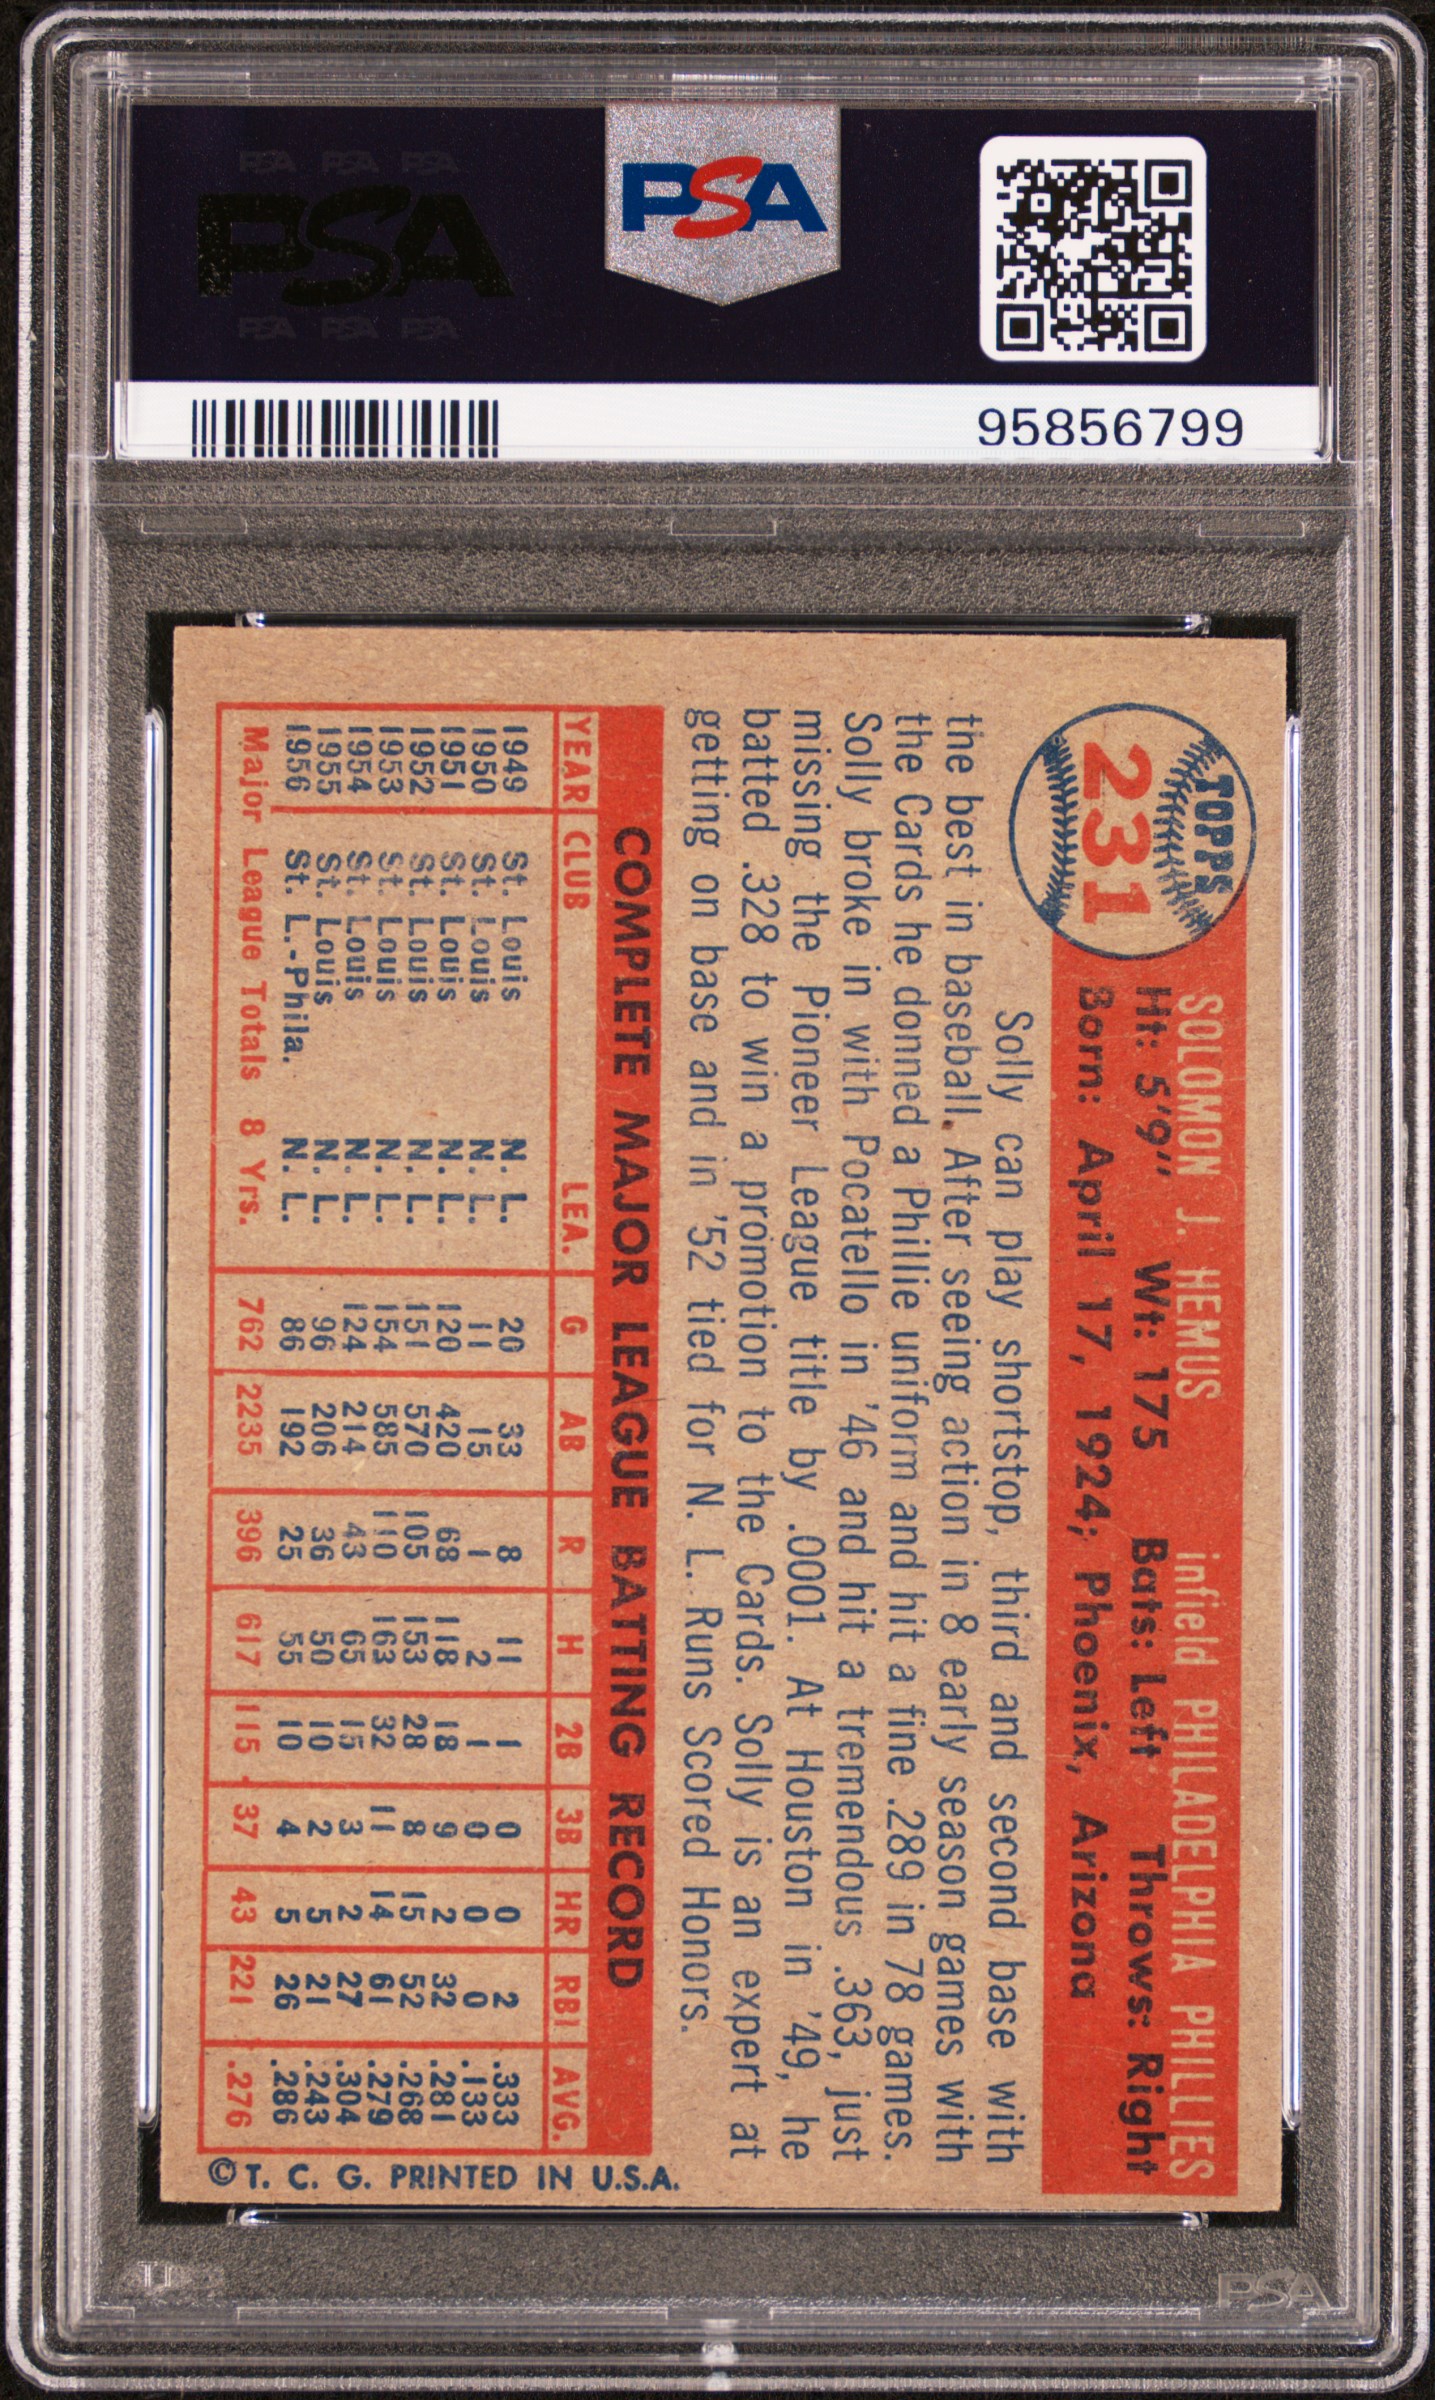 PSA PSA PSA
PSA
PSA PSA PSA
PSA
95856799
TOPPS
231
SOLOMON J. HEMUS infield PHILADELPHIA PHILLIES
Ht: 5'9" Wt: 175 Bats: Left Throws: Right
Born: April 17, 1924; Phoenix, Arizona
Solly can play shortstop, third and second base with
the best in baseball. After seeing action in 8 early season games with
the Cards he donned a Phillie uniform and hit a fine .289 in 78 games.
Solly broke in with Pocatello in '46 and hit a tremendous .363, just
missing the Pioneer League title by .0001. At Houston in '49, he
batted .328 to win a promotion to the Cards. Solly is an expert at
getting on base and in '52 tied for N. L. Runs Scored Honors.
COMPLETE MAJOR LEAGUE BATTING RECORD
YEAR CLUB LEA. G AB R H 2B 3B HR RBI AVG.
1949 St. Louis N. L. 20 33 8 11 1 0 0 2 .333
1950 St. Louis N. L. 11 15 1 2 1 0 0 0 .133
1951 St. Louis N. L. 120 420 68 118 18 9 2 32 .281
1952 St. Louis N. L. 151 570 105 153 28 8 15 52 .268
1953 St. Louis N. L. 154 585 110 163 32 11 14 61 .279
1954 St. Louis N. L. 124 214 43 65 15 3 2 27 .304
1955 St. Louis N. L. 96 206 36 50 10 2 5 21 .243
1956 St. L.-Phila. N. L. 86 192 25 55 10 4 5 26 .286
Major League Totals 8 Yrs. 762 2235 396 617 115 37 43 221 .276
©T. C. G. PRINTED IN U.S.A.
PSA